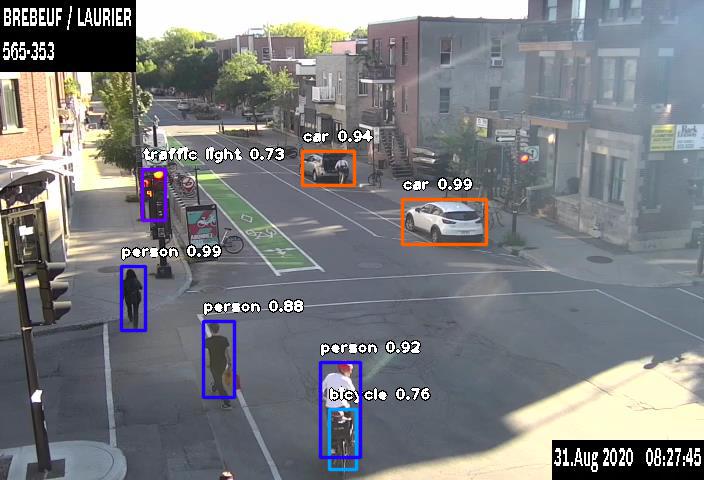 BREBEUF / LAURIER
565-353
car 0.94
traffic light 0.73
car 0.99
person 0.99
person 0.88
person 0.92
bicycle 0.76
31.Aug 2020 08:27:45